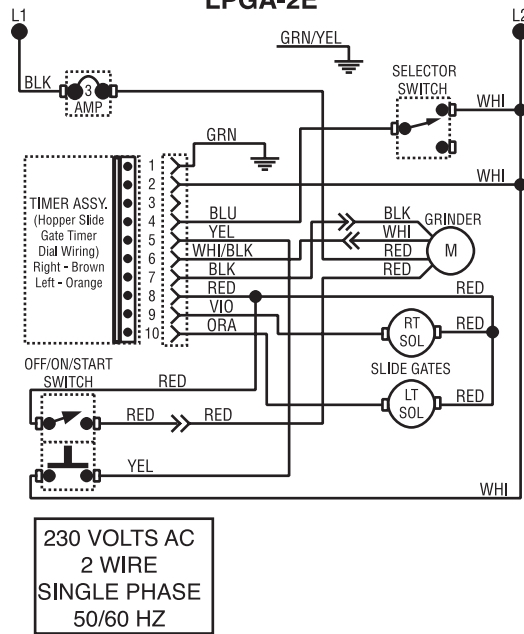 LPGA-2E
L1
L2
GRN/YEL
BLK
3
AMP
SELECTOR
SWITCH
WHI
GRN
WHI
TIMER ASSY.
(Hopper Slide
Gate Timer
Dial Wiring)
Right - Brown
Left - Orange
1
2
3
4
5
6
7
8
9
10
BLU
YEL
WHI/BLK
BLK
RED
VIO
ORA
BLK
WHI
RED
RED
GRINDER
M
RED
RT
SOL
RED
SLIDE GATES
LT
SOL
RED
OFF/ON/START
SWITCH
RED
RED
RED
YEL
WHI
230 VOLTS AC
2 WIRE
SINGLE PHASE
50/60 HZ